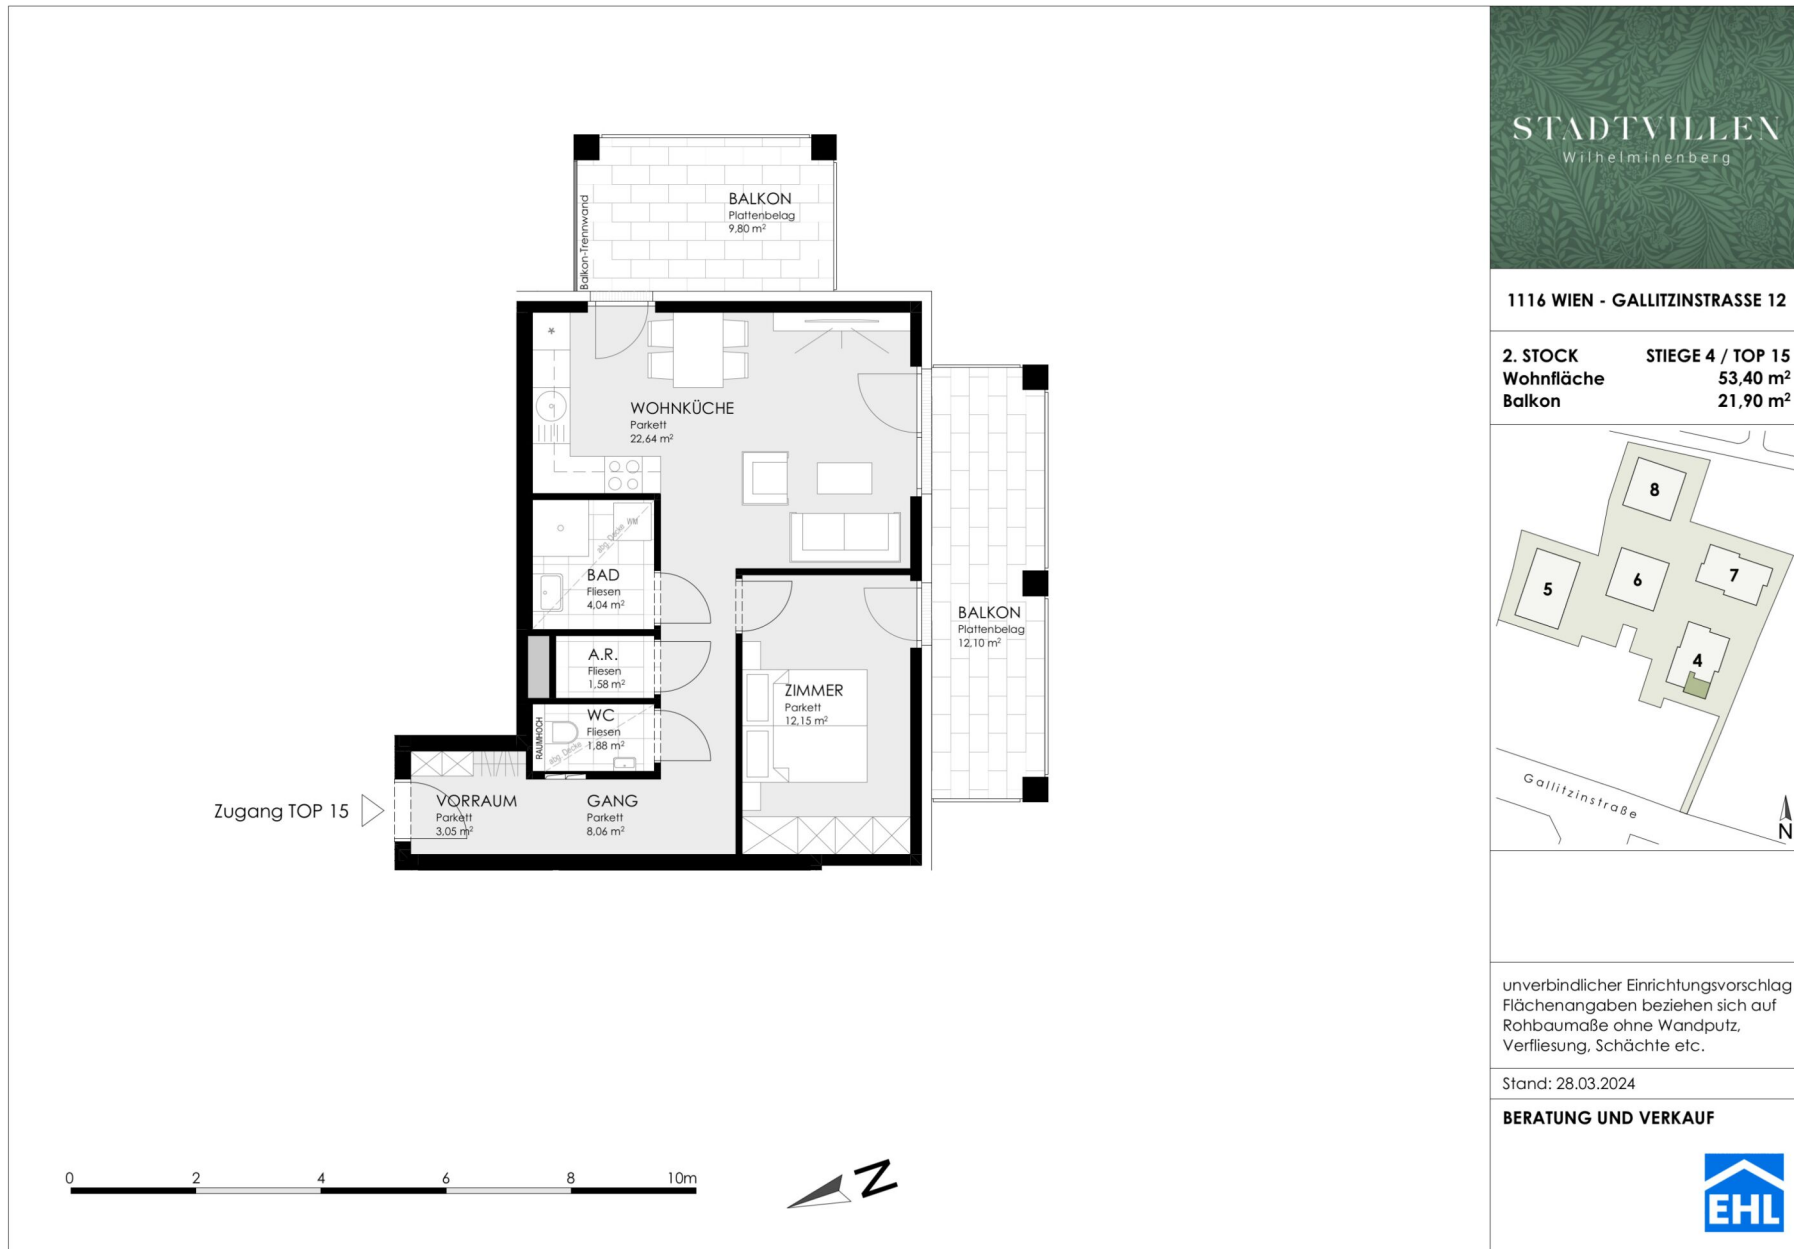 BALKON
Plattenbelag
9,80 m²
Balkon-Trennwand
WOHNKÜCHE
Parkett
22,64 m²
WM
abg. Decke
BAD
Fliesen
4,04 m²
A.R.
Fliesen
1,58 m²
WC
Fliesen
1,88 m²
RAUMHOCH
abg. Decke
ZIMMER
Parkett
12,15 m²
BALKON
Plattenbelag
12,10 m²
Zugang TOP 15
VORRAUM
Parkett
3,05 m²
GANG
Parkett
8,06 m²
0 2 4 6 8 10m
N
STADTVILLEN
Wilhelminenberg
1116 WIEN - GALLITZINSTRASSE 12
2. STOCK STIEGE 4 / TOP 15
Wohnfläche 53,40 m²
Balkon 21,90 m²
8
5
6
7
4
Gallitzinstraße
N
unverbindlicher Einrichtungsvorschlag
Flächenangaben beziehen sich auf
Rohbaumaße ohne Wandputz,
Verfliesung, Schächte etc.
Stand: 28.03.2024
BERATUNG UND VERKAUF
EHL